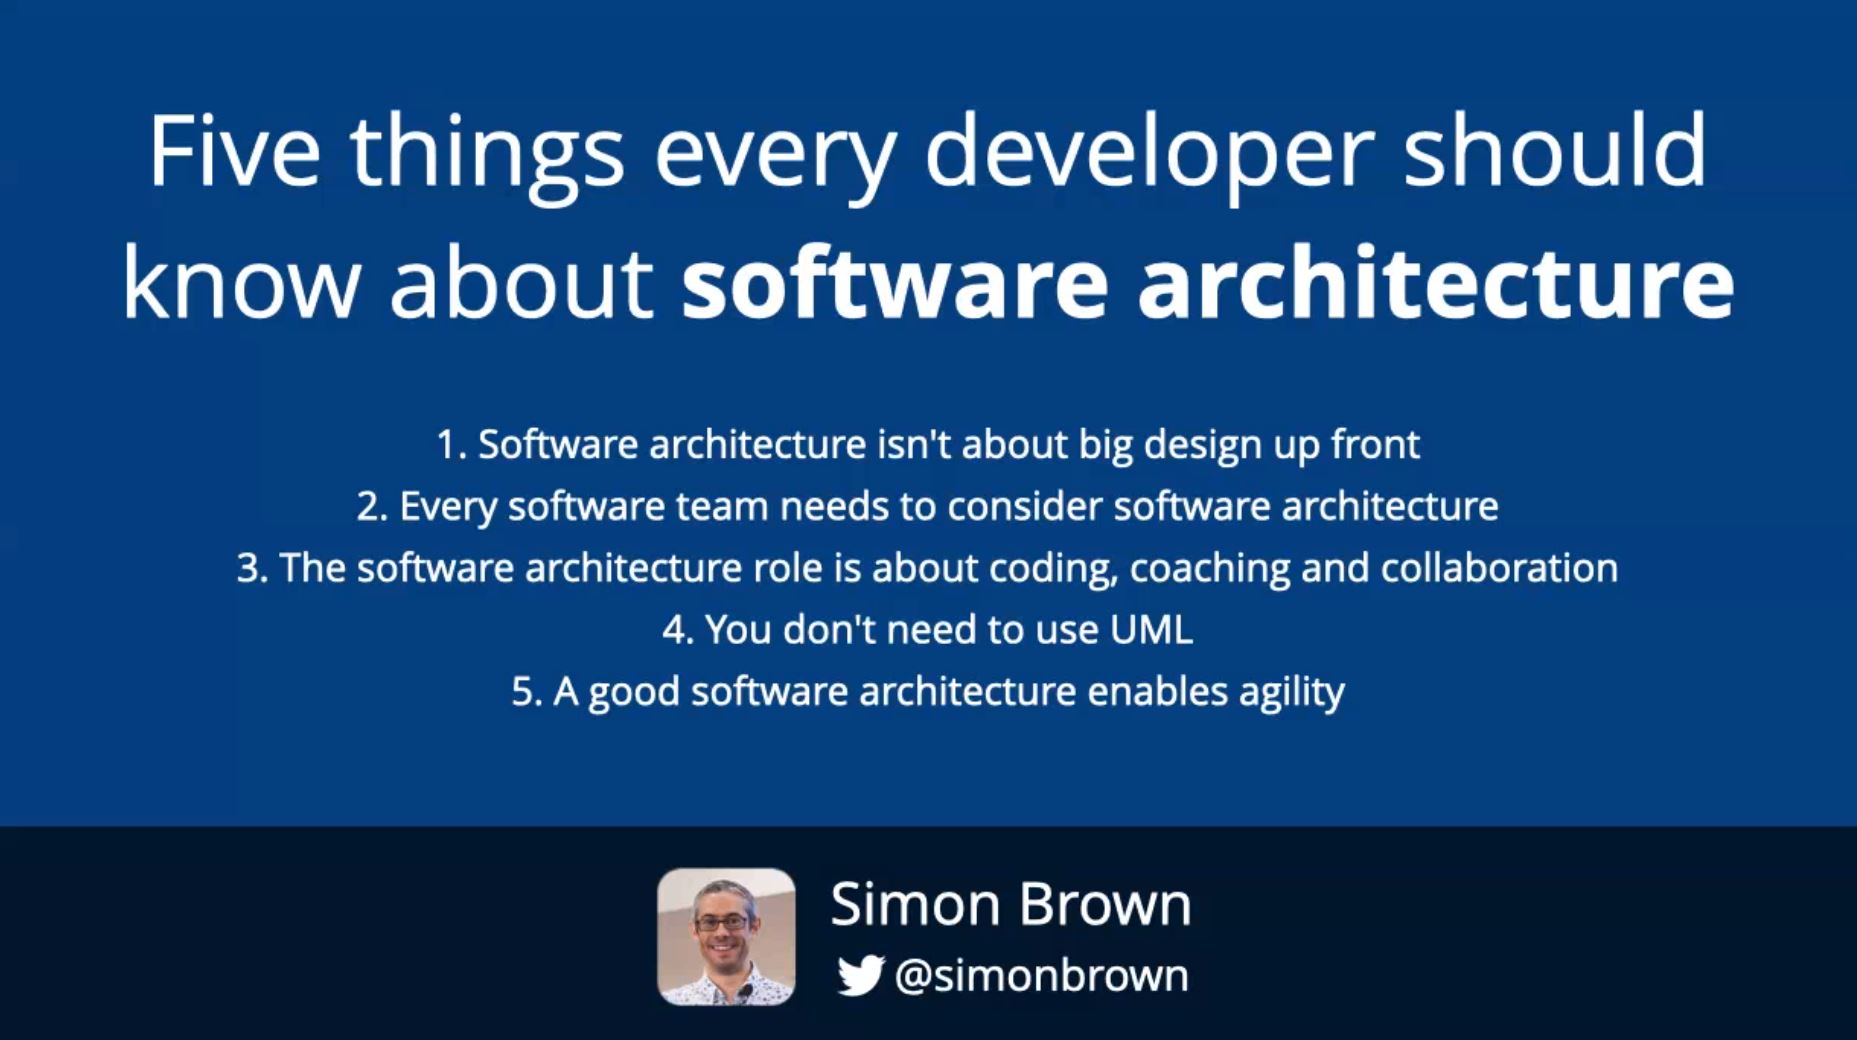 Five things every developer should
know about software architecture
1. Software architecture isn't about big design up front
2. Every software team needs to consider software architecture
3. The software architecture role is about coding, coaching and collaboration
4. You don't need to use UML
5. A good software architecture enables agility
Simon Brown
@simonbrown